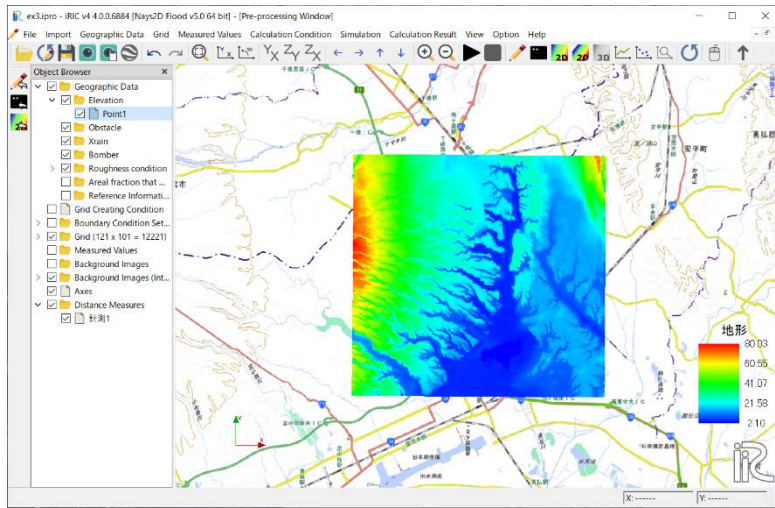 ex3.ipro - iRIC v4 4.0.0.6884 [Nays2D Flood v5.0 64 bit] - [Pre-processing Window]
File Import Geographic Data Grid Measured Values Calculation Condition Simulation Calculation Result View Option Help
Object Browser
Geographic Data
Elevation
Point1
Obstacle
Xrain
Bomber
Roughness condition
Areal fraction that ...
Reference Informati...
Grid Creating Condition
Boundary Condition Set...
Grid (121 x 101 = 12221)
Measured Values
Background Images
Background Images (Int...
Axes
Distance Measures
計測1
安平町
地形
80.03
60.55
41.07
21.58
2.10
iRIC
X: ------
Y: ------